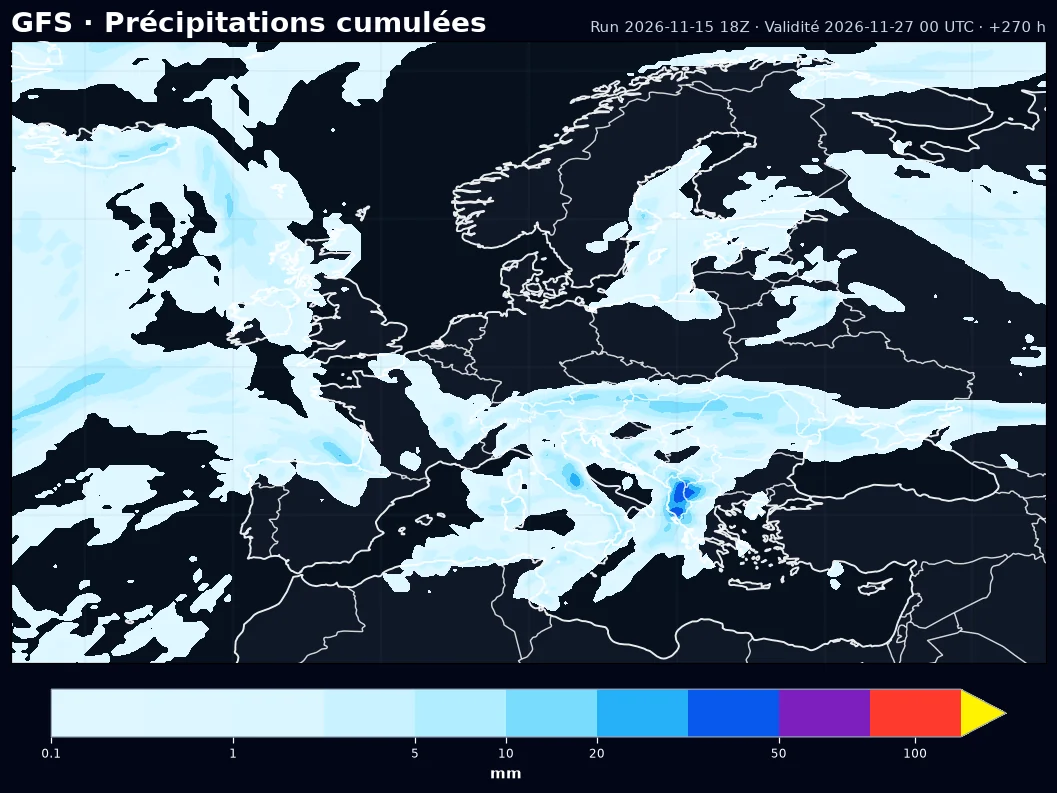 GFS · Précipitations cumulées
Run 2026-11-15 18Z · Validité 2026-11-27 00 UTC · +270 h
0.1 1 5 10 20 50 100
mm